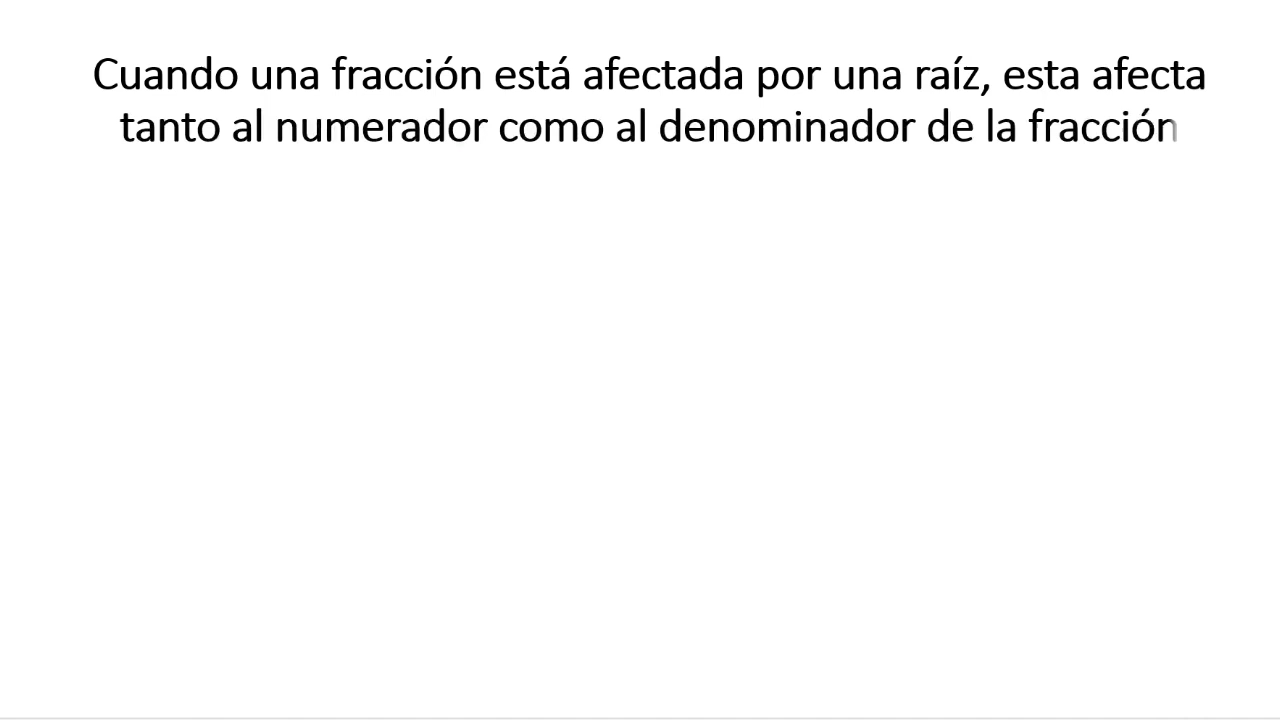 Cuando una fracción está afectada por una raíz, esta afecta
tanto al numerador como al denominador de la fracción